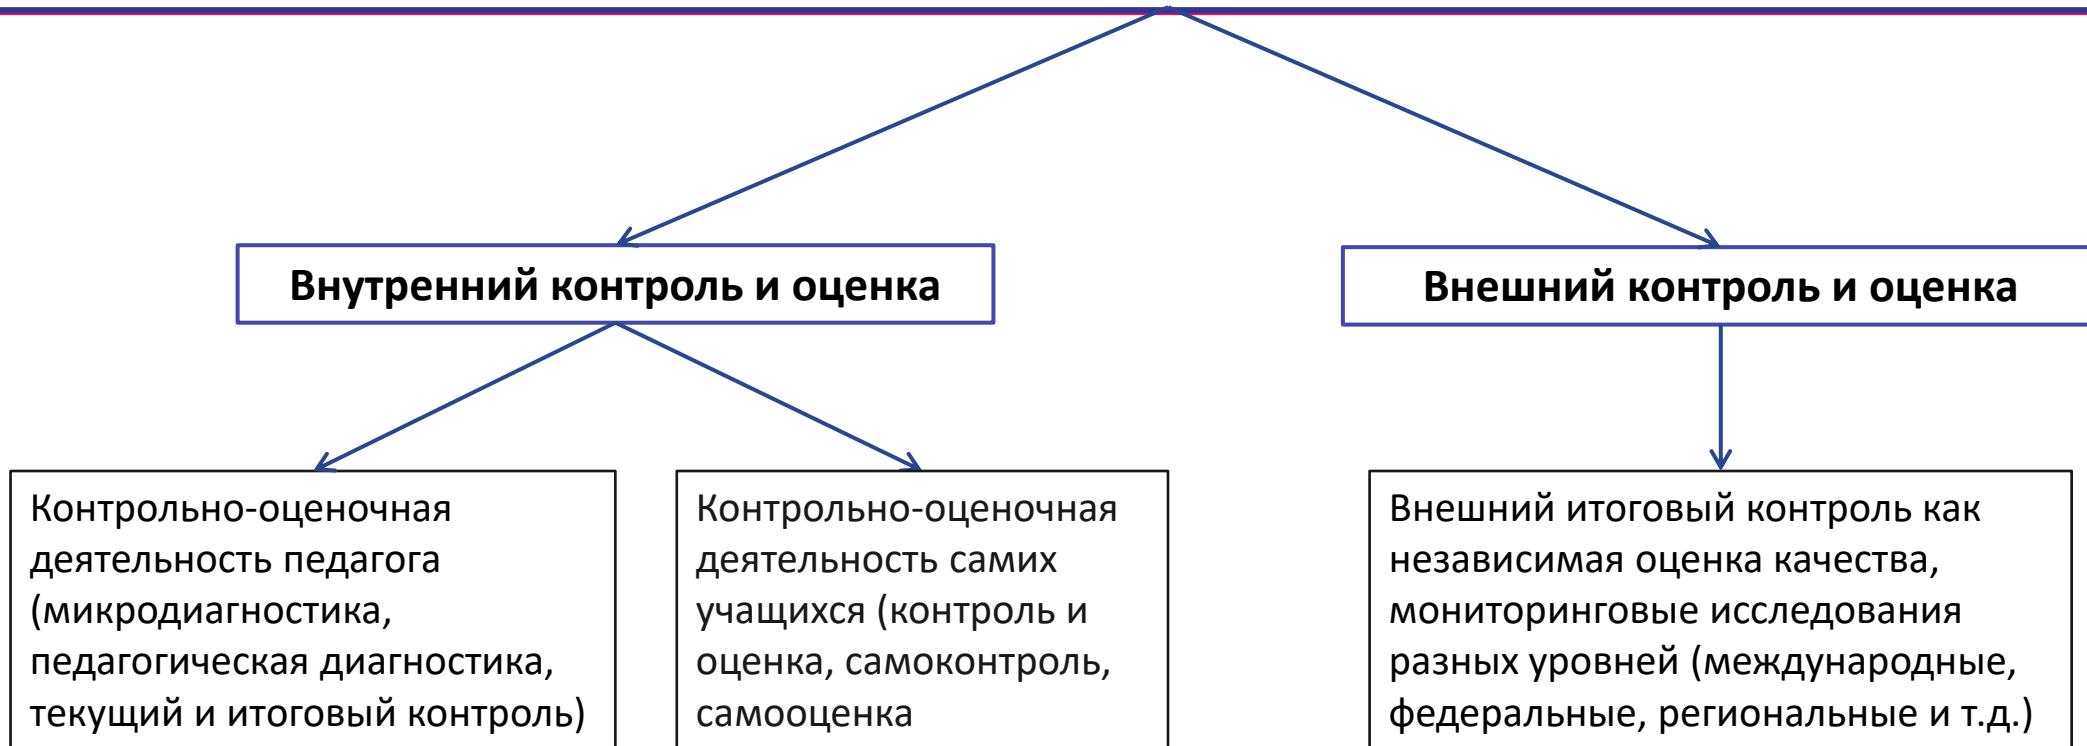 Внутренний контроль и оценка
Внешний контроль и оценка
Контрольно-оценочная
деятельность педагога
(микродиагностика,
педагогическая диагностика,
текущий и итоговый контроль)
Контрольно-оценочная
деятельность самих
учащихся (контроль и
оценка, самоконтроль,
самооценка
Внешний итоговый контроль как
независимая оценка качества,
мониторинговые исследования
разных уровней (международные,
федеральные, региональные и т.д.)